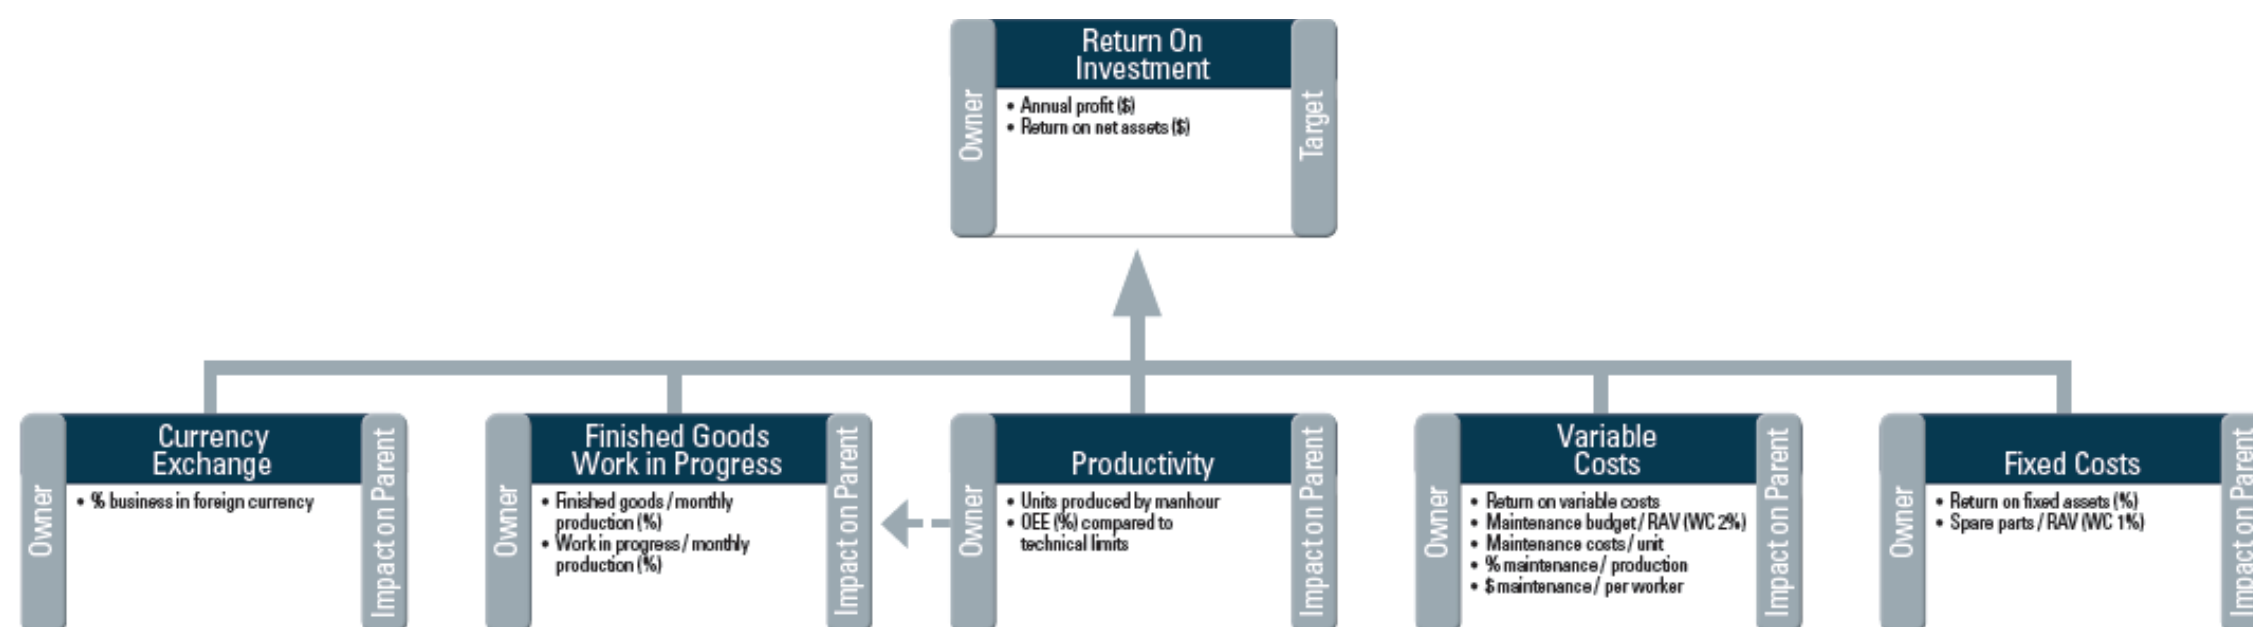 Return On
Investment
Owner
• Annual profit ($)
• Return on net assets ($)
Target
Currency
Exchange
Owner
• % business in foreign currency
Impact on Parent
Finished Goods
Work in Progress
Owner
• Finished goods / monthly
production (%)
• Work in progress / monthly
production (%)
Impact on Parent
Productivity
Owner
• Units produced by manhour
• OEE (%) compared to
technical limits
Impact on Parent
Variable
Costs
Owner
• Return on variable costs
• Maintenance budget / RAV (WC 2%)
• Maintenance costs / unit
• % maintenance / production
• $ maintenance / per worker
Impact on Parent
Fixed Costs
Owner
• Return on fixed assets (%)
• Spare parts / RAV (WC 1%)
Impact on Parent